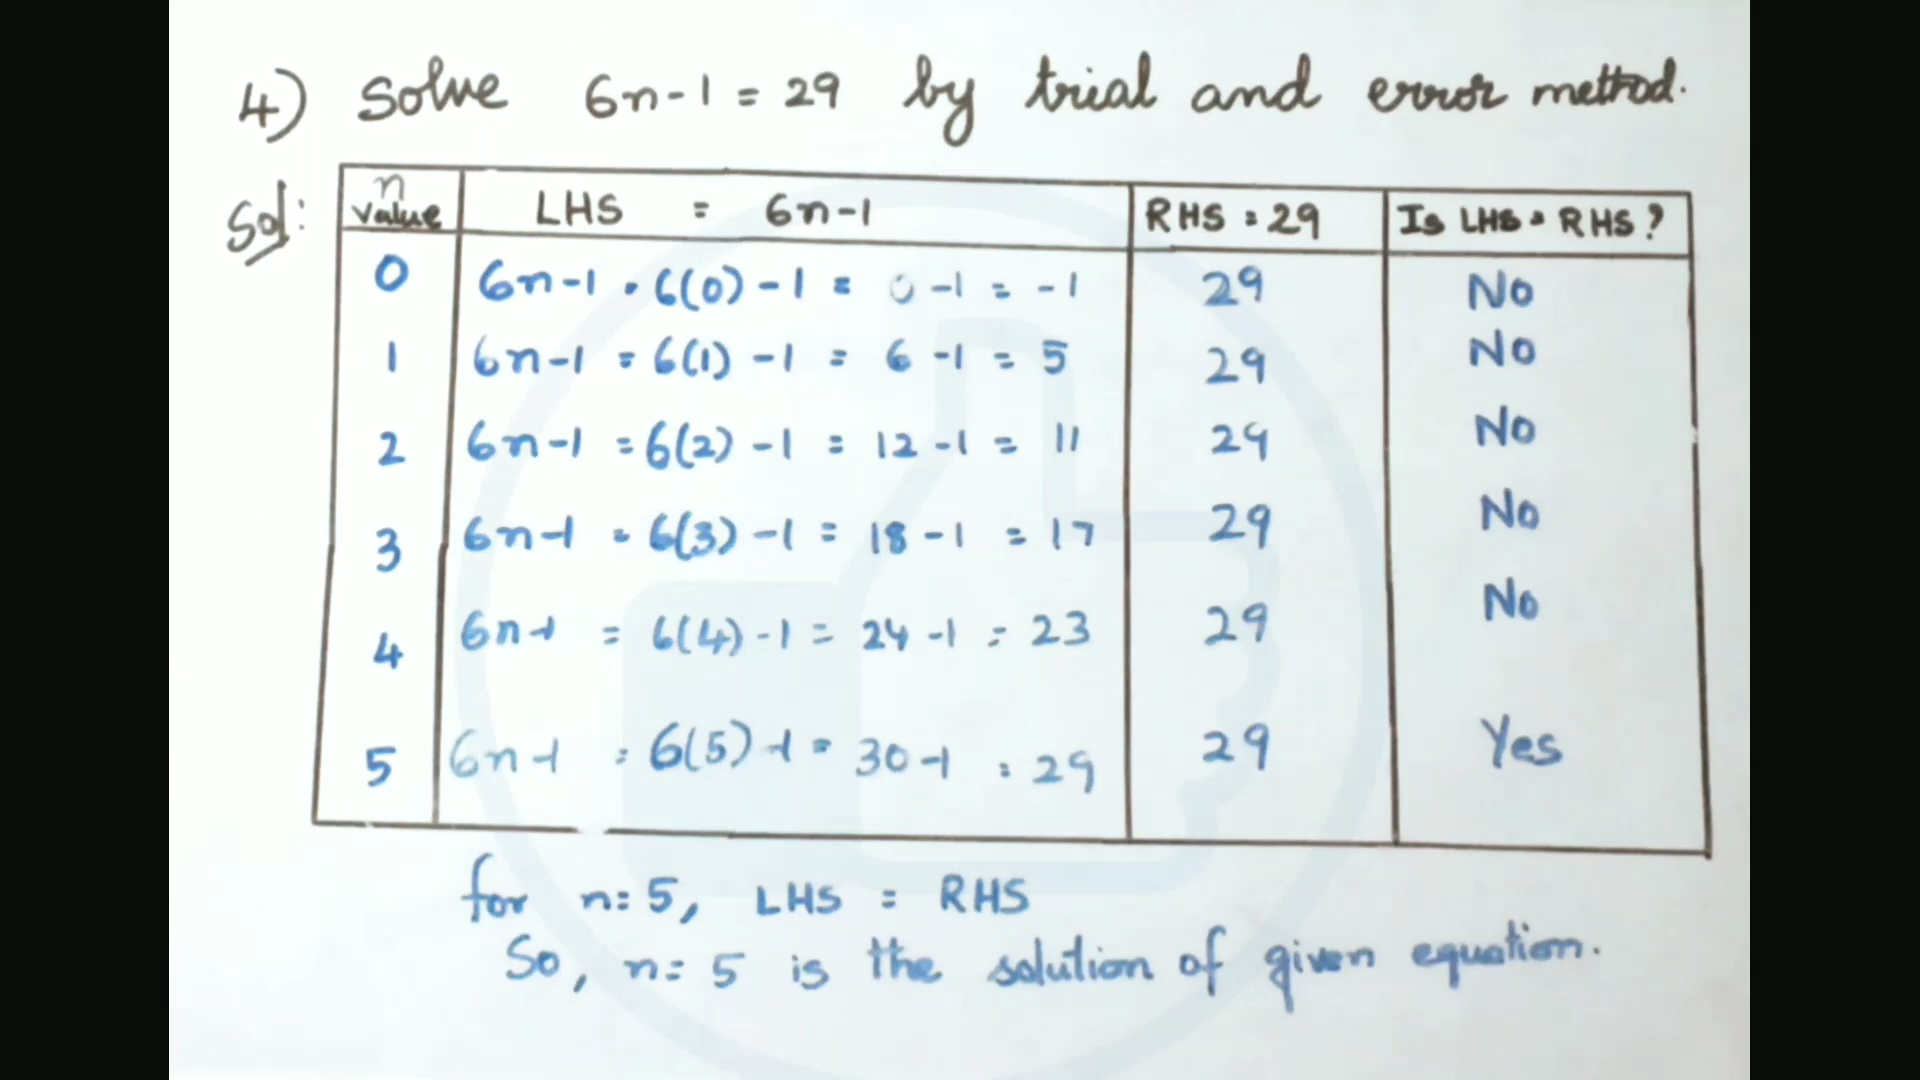 4) Solve 6n-1 = 29 by trial and error method.
Sol:
n value LHS = 6n-1 RHS = 29 Is LHS = RHS?
0 6n-1 = 6(0)-1 = 0-1 = -1 29 No
1 6n-1 = 6(1)-1 = 6-1 = 5 29 No
2 6n-1 = 6(2)-1 = 12-1 = 11 29 No
3 6n-1 = 6(3)-1 = 18-1 = 17 29 No
4 6n-1 = 6(4)-1 = 24-1 = 23 29 No
5 6n-1 = 6(5)-1 = 30-1 = 29 29 Yes
for n=5, LHS = RHS
So, n=5 is the solution of given equation.